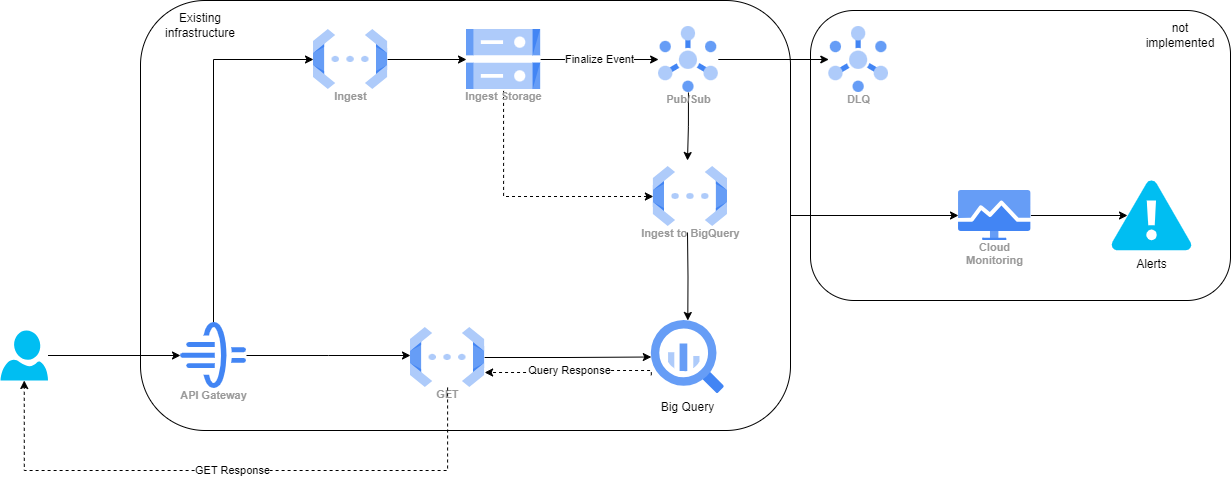 Existing
infrastructure
not
implemented
Finalize Event
Ingest
Ingest Storage
Pub/Sub
DLQ
Ingest to BigQuery
Cloud
Monitoring
Alerts
Query Response
API Gateway
GET
Big Query
GET Response